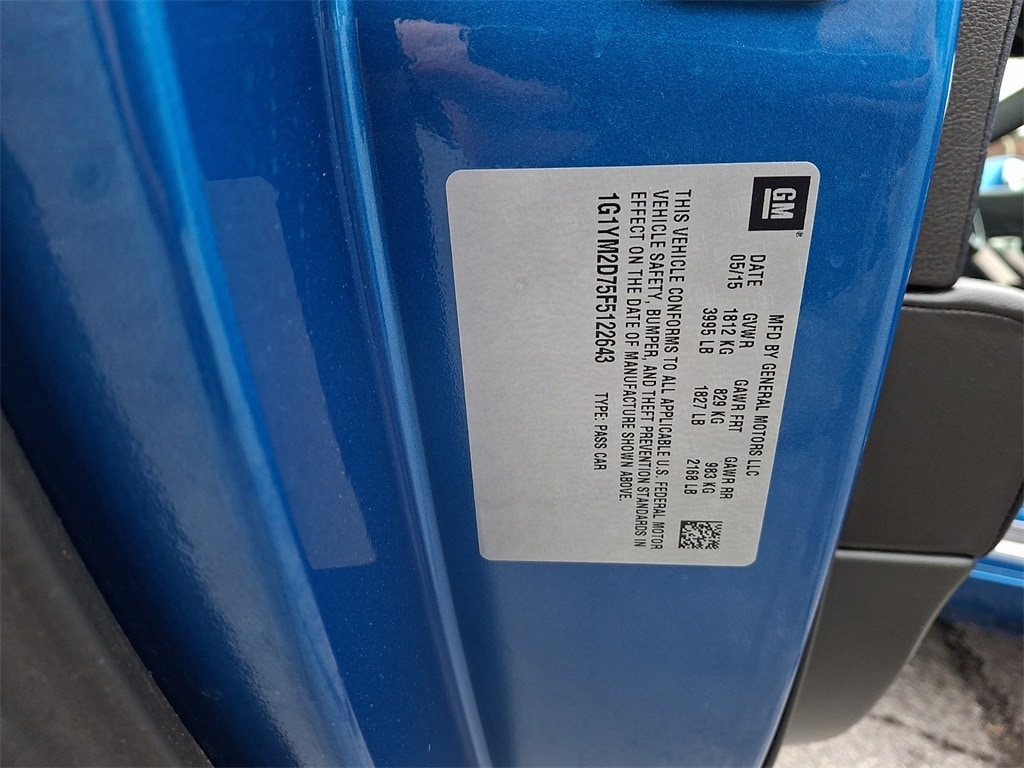 GM®
MFD BY GENERAL MOTORS LLC
DATE GVWR GAWR FRT GAWR RR
05/15 1812 KG 829 KG 983 KG
3995 LB 1827 LB 2168 LB
THIS VEHICLE CONFORMS TO ALL APPLICABLE U.S. FEDERAL MOTOR
VEHICLE SAFETY, BUMPER, AND THEFT PREVENTION STANDARDS IN
EFFECT ON THE DATE OF MANUFACTURE SHOWN ABOVE.
1G1YM2D75F5122643 TYPE: PASS CAR